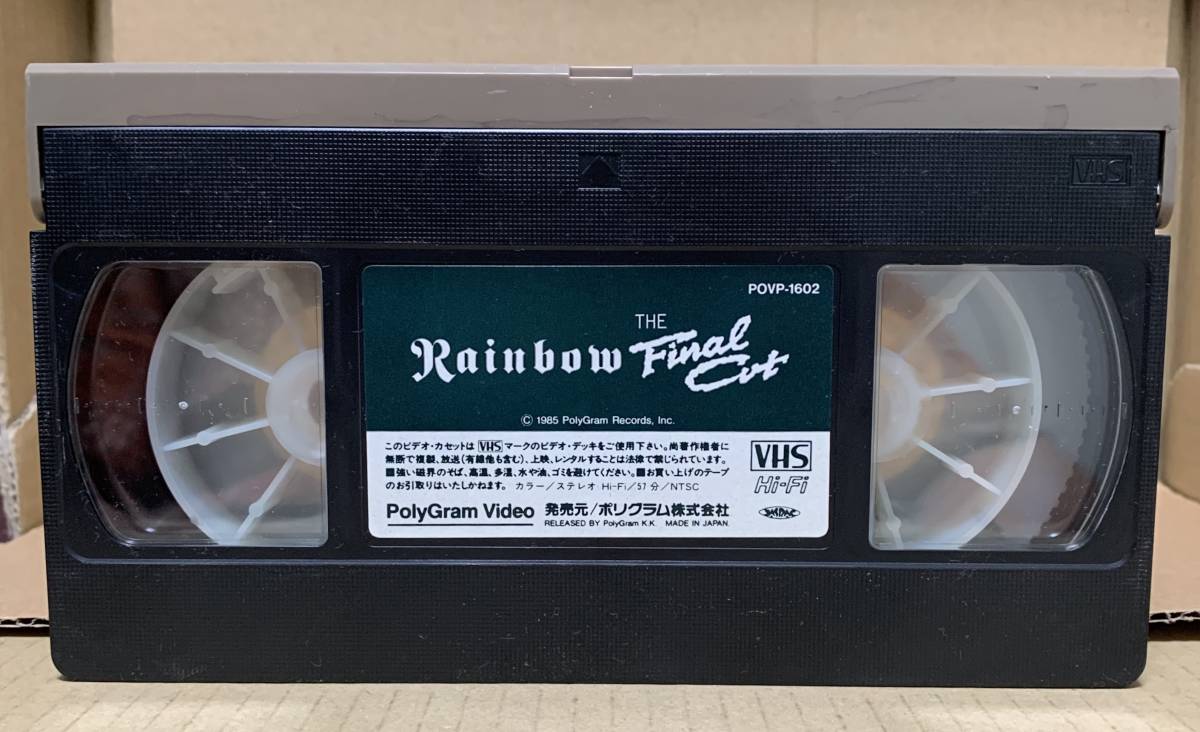 VHS
POVP-1602
Rainbow THE Final Cut
© 1985 PolyGram Records, Inc.
このビデオ・カセットは VHS マークのビデオ・デッキをご使用下さい。尚著作権者に
無断で複製、放送(有線他も含む)、上映、レンタルすることは法律で禁じられています。
■強い磁界のそば、高温、多湿、水や油、ゴミを避けてください。■お買い上げのテープ
のお引取りはいたしかねます。 カラー/ステレオ Hi-Fi/57分/NTSC
VHS
Hi-Fi
PolyGram Video 発売元/ポリグラム株式会社
RELEASED BY PolyGram K.K. MADE IN JAPAN.